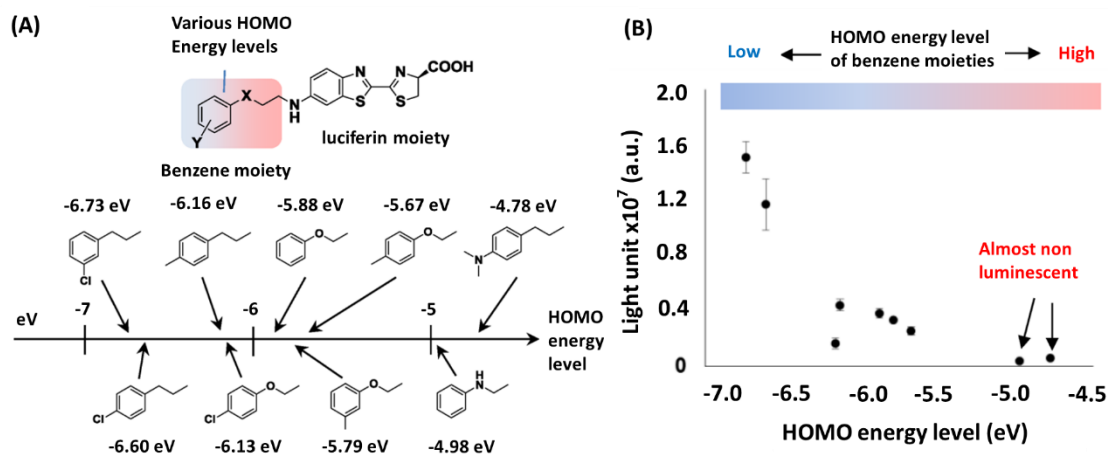 (A)
Various HOMO
Energy levels
X
Y
N
H
N
S
N
S
COOH
luciferin moiety
Benzene moiety
-6.73 eV
-6.16 eV
-5.88 eV
-5.67 eV
-4.78 eV
Cl
O
O
N
eV
-7
-6
-5
HOMO
energy
level
Cl
Cl
O
O
H
N
-6.60 eV
-6.13 eV
-5.79 eV
-4.98 eV
(B)
Low
HOMO energy level
of benzene moieties
High
Light unit x10⁷ (a.u.)
2.0
1.6
1.2
0.8
0.4
0
Almost non
luminescent
-7.0
-6.5
-6.0
-5.5
-5.0
-4.5
HOMO energy level (eV)